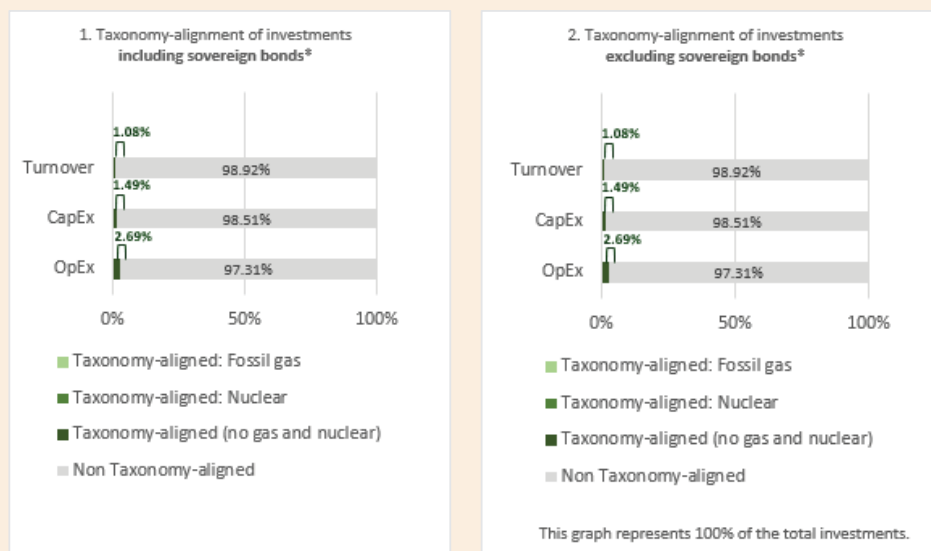 1. Taxonomy-alignment of investments
including sovereign bonds*
1.08%
Turnover 98.92%
1.49%
CapEx 98.51%
2.69%
OpEx 97.31%
0% 50% 100%
Taxonomy-aligned: Fossil gas
Taxonomy-aligned: Nuclear
Taxonomy-aligned (no gas and nuclear)
Non Taxonomy-aligned
2. Taxonomy-alignment of investments
excluding sovereign bonds*
1.08%
Turnover 98.92%
1.49%
CapEx 98.51%
2.69%
OpEx 97.31%
0% 50% 100%
Taxonomy-aligned: Fossil gas
Taxonomy-aligned: Nuclear
Taxonomy-aligned (no gas and nuclear)
Non Taxonomy-aligned
This graph represents 100% of the total investments.